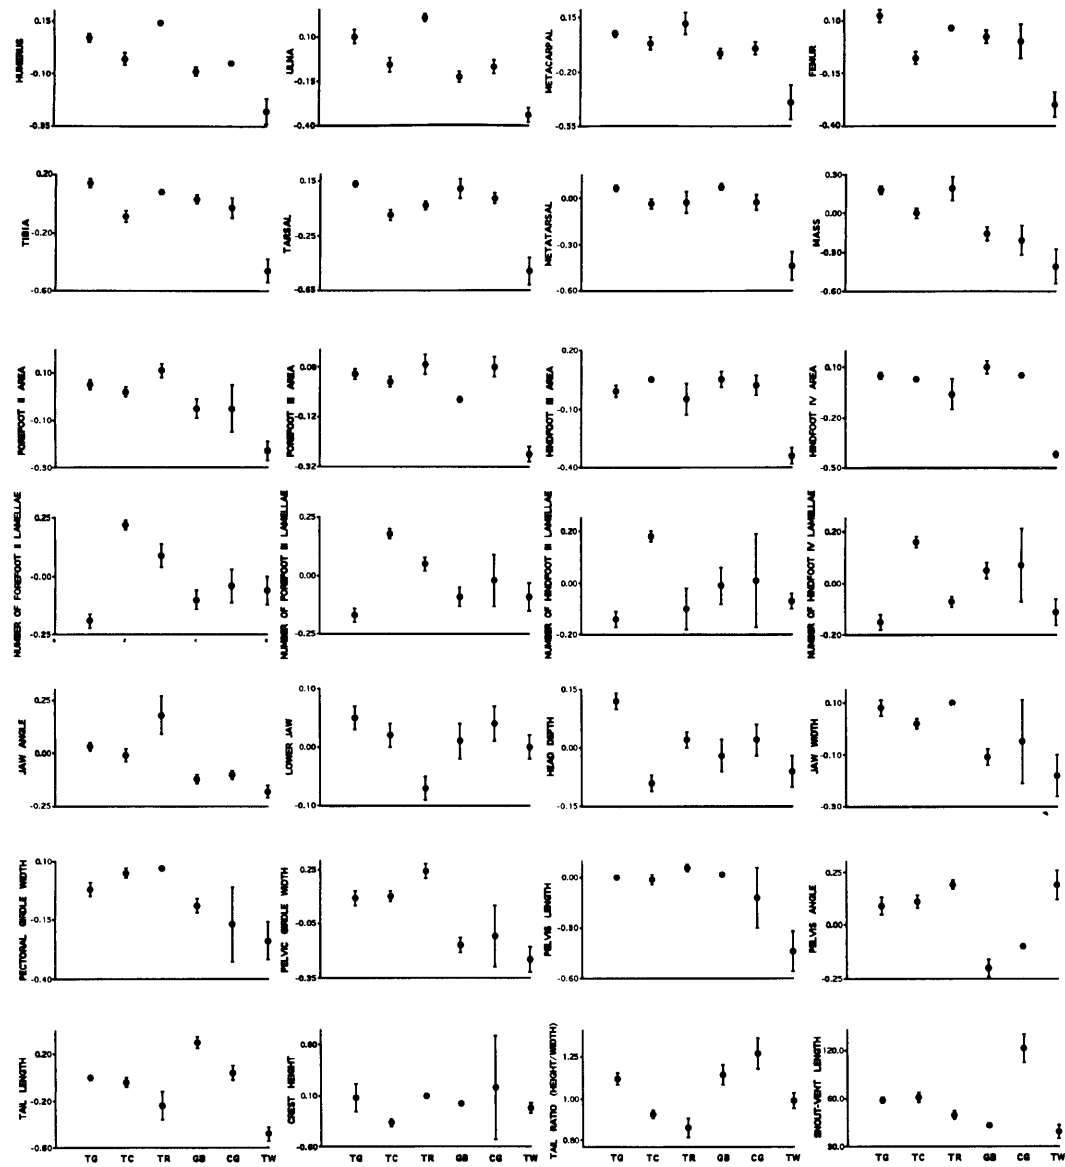 HUMERUS
0.15
-0.10
-0.35
ULNA
0.10
-0.15
-0.40
METACARPAL
0.15
-0.20
-0.55
FEMUR
0.10
-0.15
-0.40
TIBIA
0.20
-0.20
-0.60
TARSAL
0.15
-0.25
-0.65
METATARSAL
0.00
-0.30
-0.60
MASS
0.30
0.00
-0.30
-0.60
FOREFOOT II AREA
0.10
-0.10
-0.30
FOREFOOT III AREA
0.08
-0.12
-0.32
HINDFOOT III AREA
0.20
-0.10
-0.40
HINDFOOT IV AREA
0.10
-0.20
-0.50
NUMBER OF FOREFOOT II LAMELLAE
0.25
-0.00
-0.25
NUMBER OF FOREFOOT III LAMELLAE
0.25
0.00
-0.25
NUMBER OF HINDFOOT III LAMELLAE
0.20
0.00
-0.20
NUMBER OF HINDFOOT IV LAMELLAE
0.20
0.00
-0.20
JAW ANGLE
0.25
0.00
-0.25
LOWER JAW
0.10
0.00
-0.10
HEAD DEPTH
0.15
0.00
-0.15
JAW WIDTH
0.10
-0.10
-0.30
PECTORAL GIRDLE WIDTH
0.10
-0.15
-0.40
PELVIC GIRDLE WIDTH
0.25
-0.05
-0.35
PELVIS LENGTH
0.00
-0.30
-0.60
PELVIS ANGLE
0.25
0.00
-0.25
TAIL LENGTH
0.20
-0.20
-0.60
CREST HEIGHT
0.80
0.10
-0.60
TAIL RATIO (HEIGHT/WIDTH)
1.25
1.00
0.80
SNOUT-VENT LENGTH
120.0
60.0
30.0
TG TC TR GB CG TW
TG TC TR GB CG TW
TG TC TR GB CG TW
TG TC TR GB CG TW